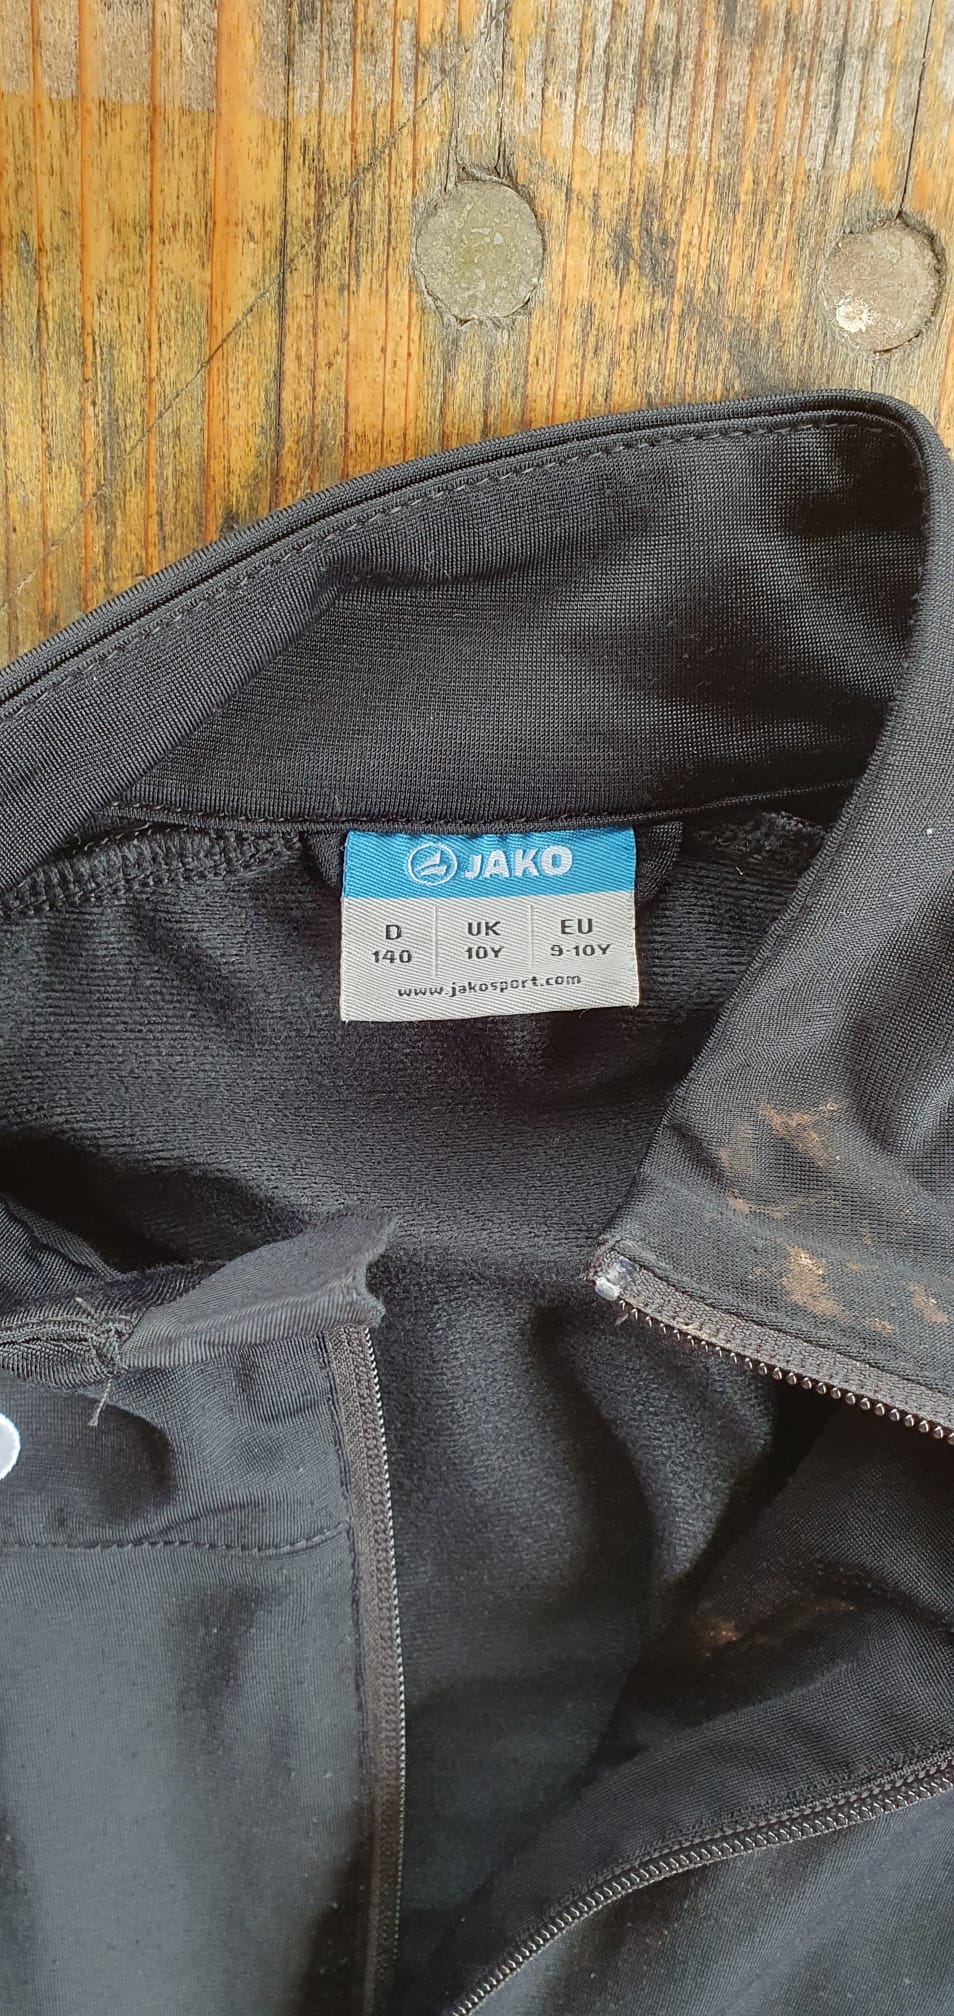 JAKO
D UK EU
140 10Y 9-10Y
www.jakosport.com